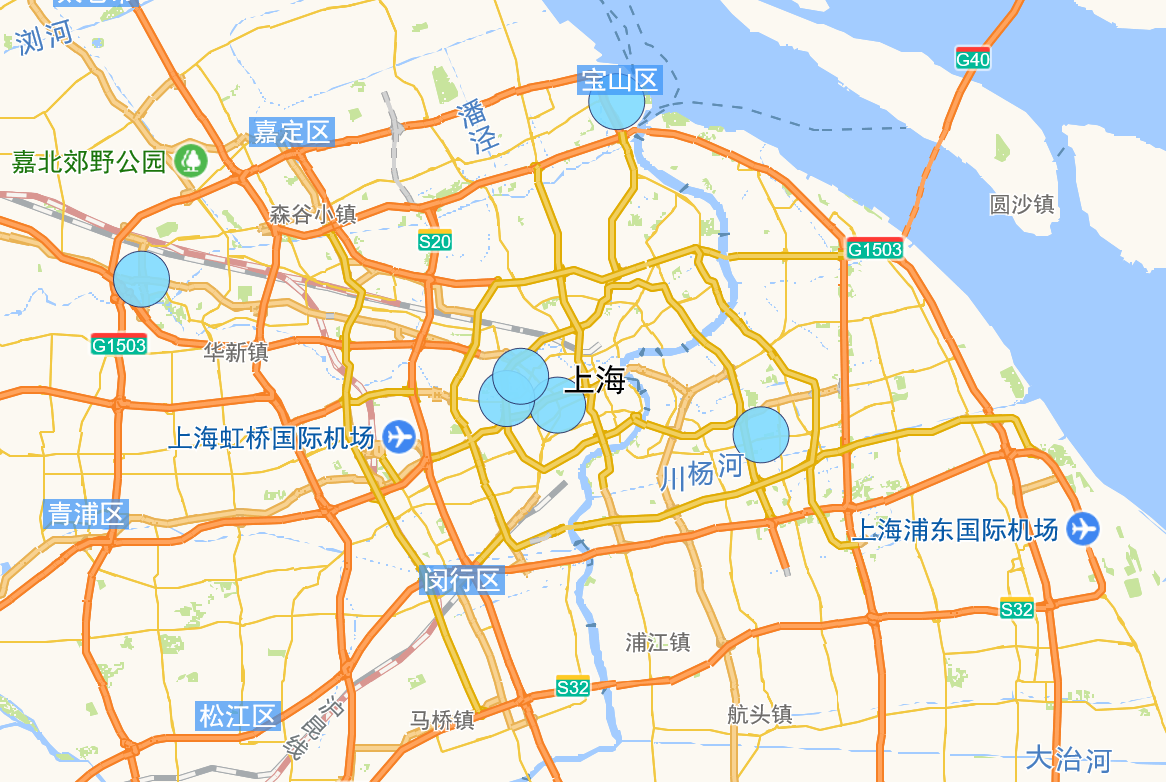 浏河
G40
宝山区
潘泾
嘉定区
嘉北郊野公园
圆沙镇
森谷小镇
S20
G1503
G1503
华新镇
上海
上海虹桥国际机场
川杨河
青浦区
上海浦东国际机场
闵行区
S32
浦江镇
S32
松江区
马桥镇
航头镇
沪昆线
大治河